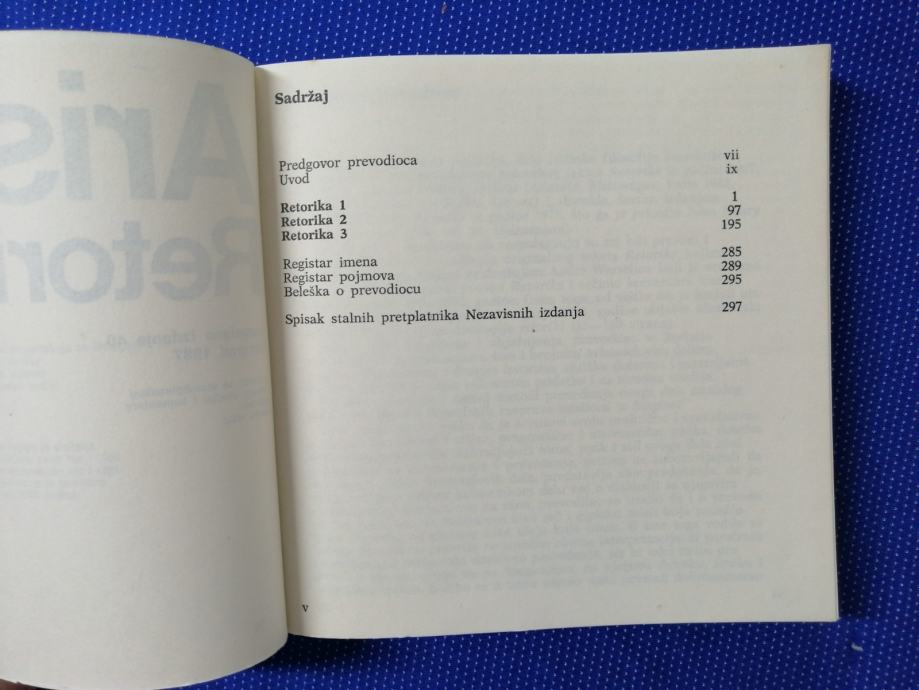 Sadržaj
Predgovor prevodioca vii
Uvod ix
Retorika 1 1
Retorika 2 97
Retorika 3 195
Registar imena 285
Registar pojmova 289
Beleška o prevodiocu 295
Spisak stalnih pretplatnika Nezavisnih izdanja 297
v